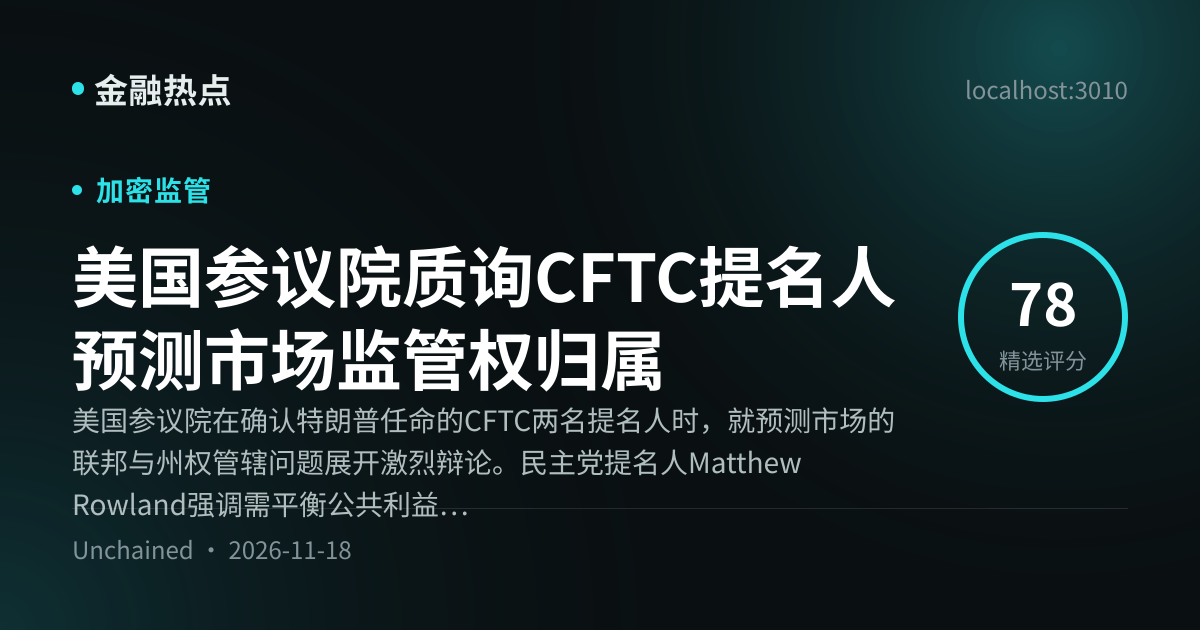 金融热点
localhost:3010
加密监管
美国参议院质询CFTC提名人
预测市场监管权归属
78
精选评分
美国参议院在确认特朗普任命的CFTC两名提名人时，就预测市场的
联邦与州权管辖问题展开激烈辩论。民主党提名人Matthew
Rowland强调需平衡公共利益…
Unchained · 2026-11-18